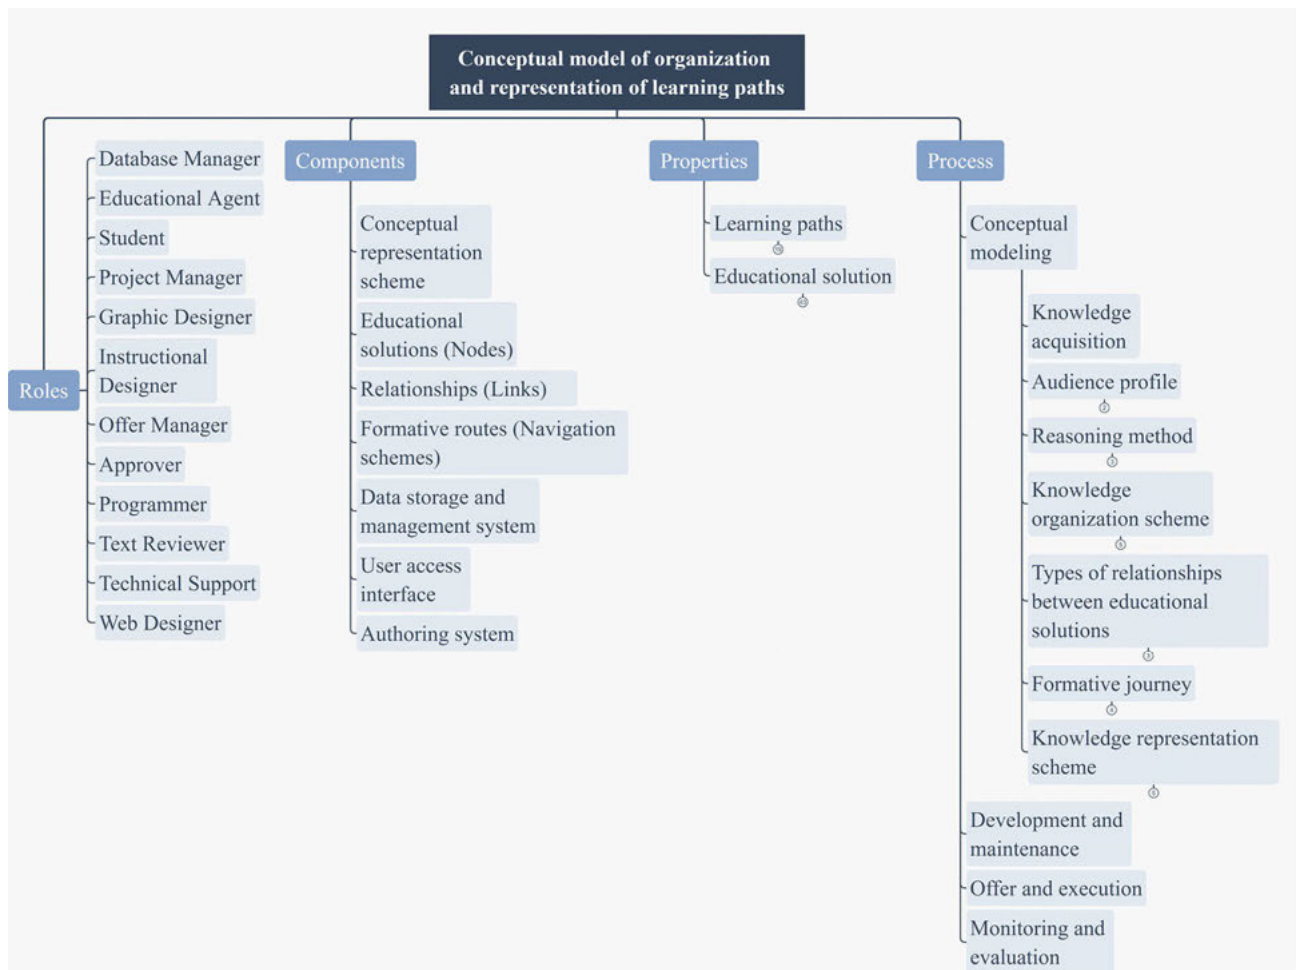 Conceptual model of organization
and representation of learning paths
Roles
Database Manager
Educational Agent
Student
Project Manager
Graphic Designer
Instructional
Designer
Offer Manager
Approver
Programmer
Text Reviewer
Technical Support
Web Designer
Components
Conceptual
representation
scheme
Educational
solutions (Nodes)
Relationships (Links)
Formative routes (Navigation
schemes)
Data storage and
management system
User access
interface
Authoring system
Properties
Learning paths
Educational solution
Process
Conceptual
modeling
Knowledge
acquisition
Audience profile
Reasoning method
Knowledge
organization scheme
Types of relationships
between educational
solutions
Formative journey
Knowledge representation
scheme
Development and
maintenance
Offer and execution
Monitoring and
evaluation